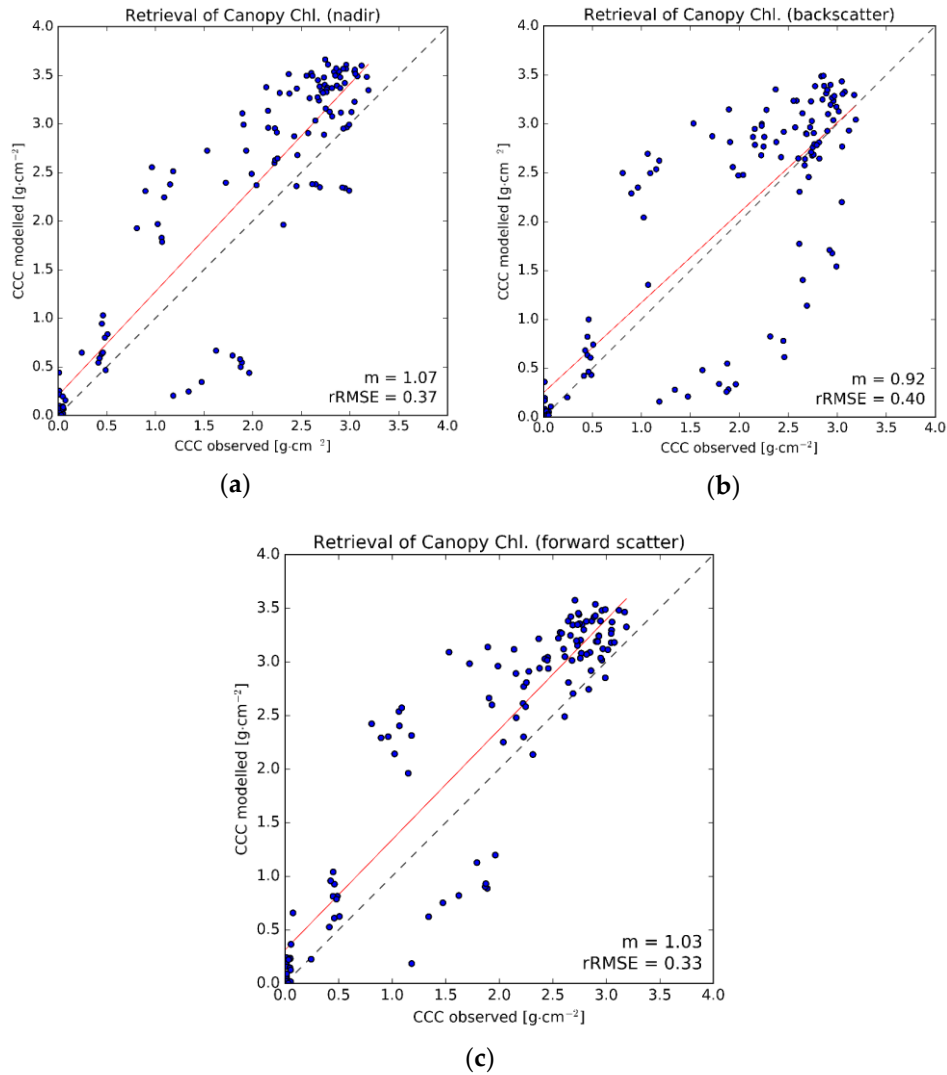 Retrieval of Canopy Chl. (nadir)
4.0
3.5
3.0
2.5
2.0
1.5
1.0
0.5
0.0
CCC modelled [g·cm⁻²]
m = 1.07
rRMSE = 0.37
0.0 0.5 1.0 1.5 2.0 2.5 3.0 3.5 4.0
CCC observed [g·cm ²]
(a)
Retrieval of Canopy Chl. (backscatter)
4.0
3.5
3.0
2.5
2.0
1.5
1.0
0.5
0.0
CCC modelled [g·cm⁻²]
m = 0.92
rRMSE = 0.40
0.0 0.5 1.0 1.5 2.0 2.5 3.0 3.5 4.0
CCC observed [g·cm⁻²]
(b)
Retrieval of Canopy Chl. (forward scatter)
4.0
3.5
3.0
2.5
2.0
1.5
1.0
0.5
0.0
CCC modelled [g·cm⁻²]
m = 1.03
rRMSE = 0.33
0.0 0.5 1.0 1.5 2.0 2.5 3.0 3.5 4.0
CCC observed [g·cm⁻²]
(c)